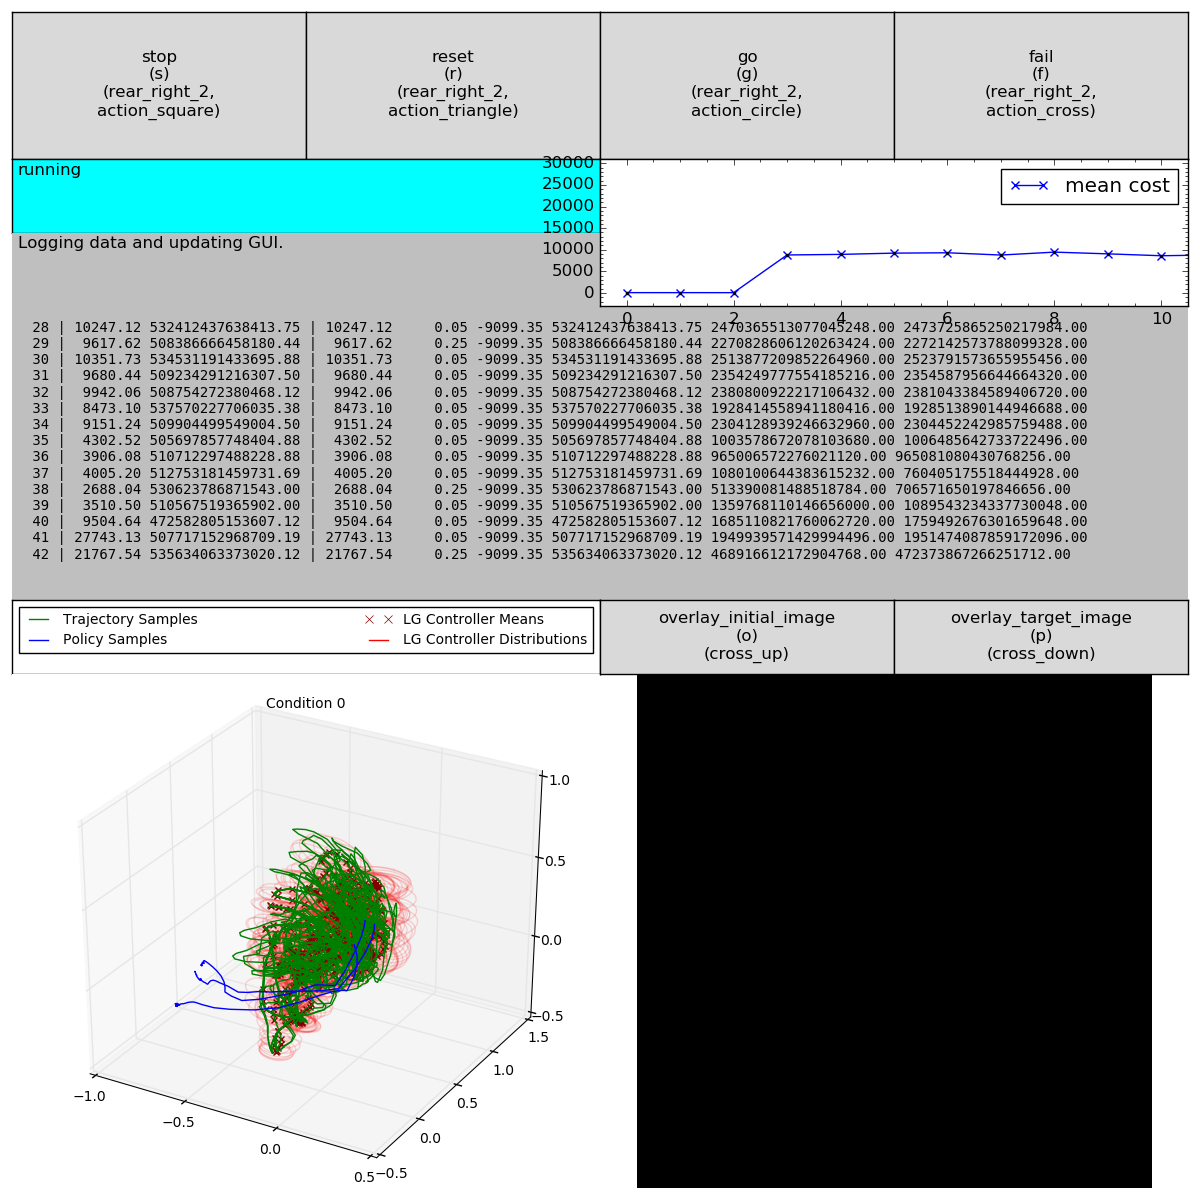 stop
(s)
(rear_right_2,
action_square)
reset
(r)
(rear_right_2,
action_triangle)
go
(g)
(rear_right_2,
action_circle)
fail
(f)
(rear_right_2,
action_cross)
running
30000
25000
20000
15000
10000
5000
0
mean cost
0 2 4 6 8 10
Logging data and updating GUI.
28 | 10247.12 532412437638413.75 | 10247.12 0.05 -9099.35 532412437638413.75 2470365513077045248.00 2473725865250217984.00
29 | 9617.62 508386666458180.44 | 9617.62 0.25 -9099.35 508386666458180.44 2270828606120263424.00 2272142573788099328.00
30 | 10351.73 534531191433695.88 | 10351.73 0.05 -9099.35 534531191433695.88 2513877209852264960.00 2523791573655955456.00
31 | 9680.44 509234291216307.50 | 9680.44 0.05 -9099.35 509234291216307.50 2354249777554185216.00 2354587956644664320.00
32 | 9942.06 508754272380468.12 | 9942.06 0.05 -9099.35 508754272380468.12 2380800922217106432.00 2381043384589406720.00
33 | 8473.10 537570227706035.38 | 8473.10 0.05 -9099.35 537570227706035.38 1928414558941180416.00 1928513890144946688.00
34 | 9151.24 509904499549004.50 | 9151.24 0.05 -9099.35 509904499549004.50 2304128939246632960.00 2304452242985759488.00
35 | 4302.52 505697857748404.88 | 4302.52 0.05 -9099.35 505697857748404.88 1003578672078103680.00 1006485642733722496.00
36 | 3906.08 510712297488228.88 | 3906.08 0.05 -9099.35 510712297488228.88 965006572276021120.00 965081080430768256.00
37 | 4005.20 512753181459731.69 | 4005.20 0.05 -9099.35 512753181459731.69 1080100644383615232.00 760405175518444928.00
38 | 2688.04 530623786871543.00 | 2688.04 0.25 -9099.35 530623786871543.00 513390081488518784.00 706571650197846656.00
39 | 3510.50 510567519365902.00 | 3510.50 0.05 -9099.35 510567519365902.00 1359768110146656000.00 1089543234337730048.00
40 | 9504.64 472582805153607.12 | 9504.64 0.05 -9099.35 472582805153607.12 1685110821760062720.00 1759492676301659648.00
41 | 27743.13 507717152968709.19 | 27743.13 0.05 -9099.35 507717152968709.19 1949939571429994496.00 1951474087859172096.00
42 | 21767.54 535634063373020.12 | 21767.54 0.25 -9099.35 535634063373020.12 468916612172904768.00 472373867266251712.00
Trajectory Samples
Policy Samples
LG Controller Means
LG Controller Distributions
overlay_initial_image
(o)
(cross_up)
overlay_target_image
(p)
(cross_down)
Condition 0
1.0
0.5
0.0
−0.5
1.5
1.0
0.5
0.0
−0.5
−1.0
−0.5
0.0
0.5